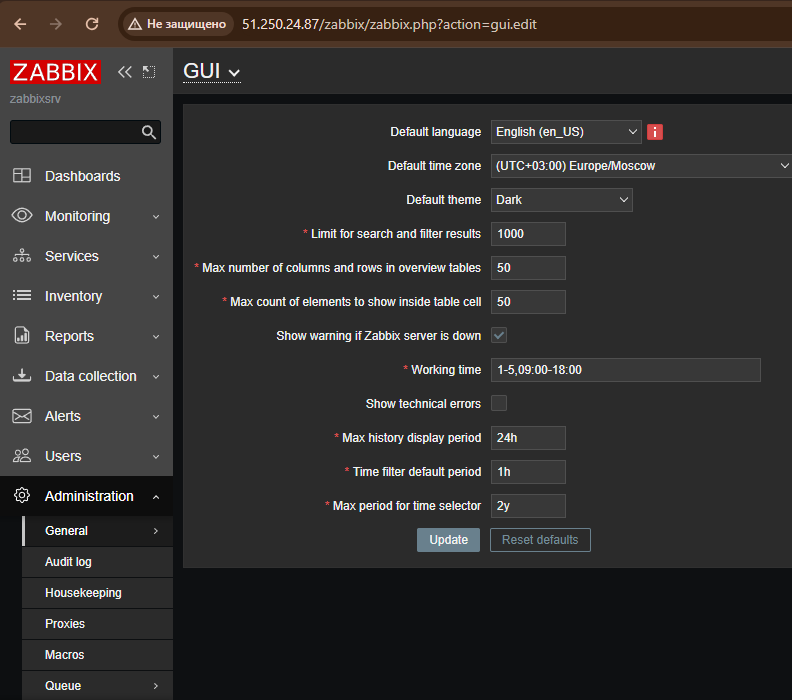 Не защищено 51.250.24.87/zabbix/zabbix.php?action=gui.edit
ZABBIX
zabbixsrv
GUI
Dashboards
Monitoring
Services
Inventory
Reports
Data collection
Alerts
Users
Administration
General
Audit log
Housekeeping
Proxies
Macros
Queue
Default language English (en_US) i
Default time zone (UTC+03:00) Europe/Moscow
Default theme Dark
* Limit for search and filter results 1000
* Max number of columns and rows in overview tables 50
* Max count of elements to show inside table cell 50
Show warning if Zabbix server is down
* Working time 1-5,09:00-18:00
Show technical errors
* Max history display period 24h
* Time filter default period 1h
* Max period for time selector 2y
Update Reset defaults